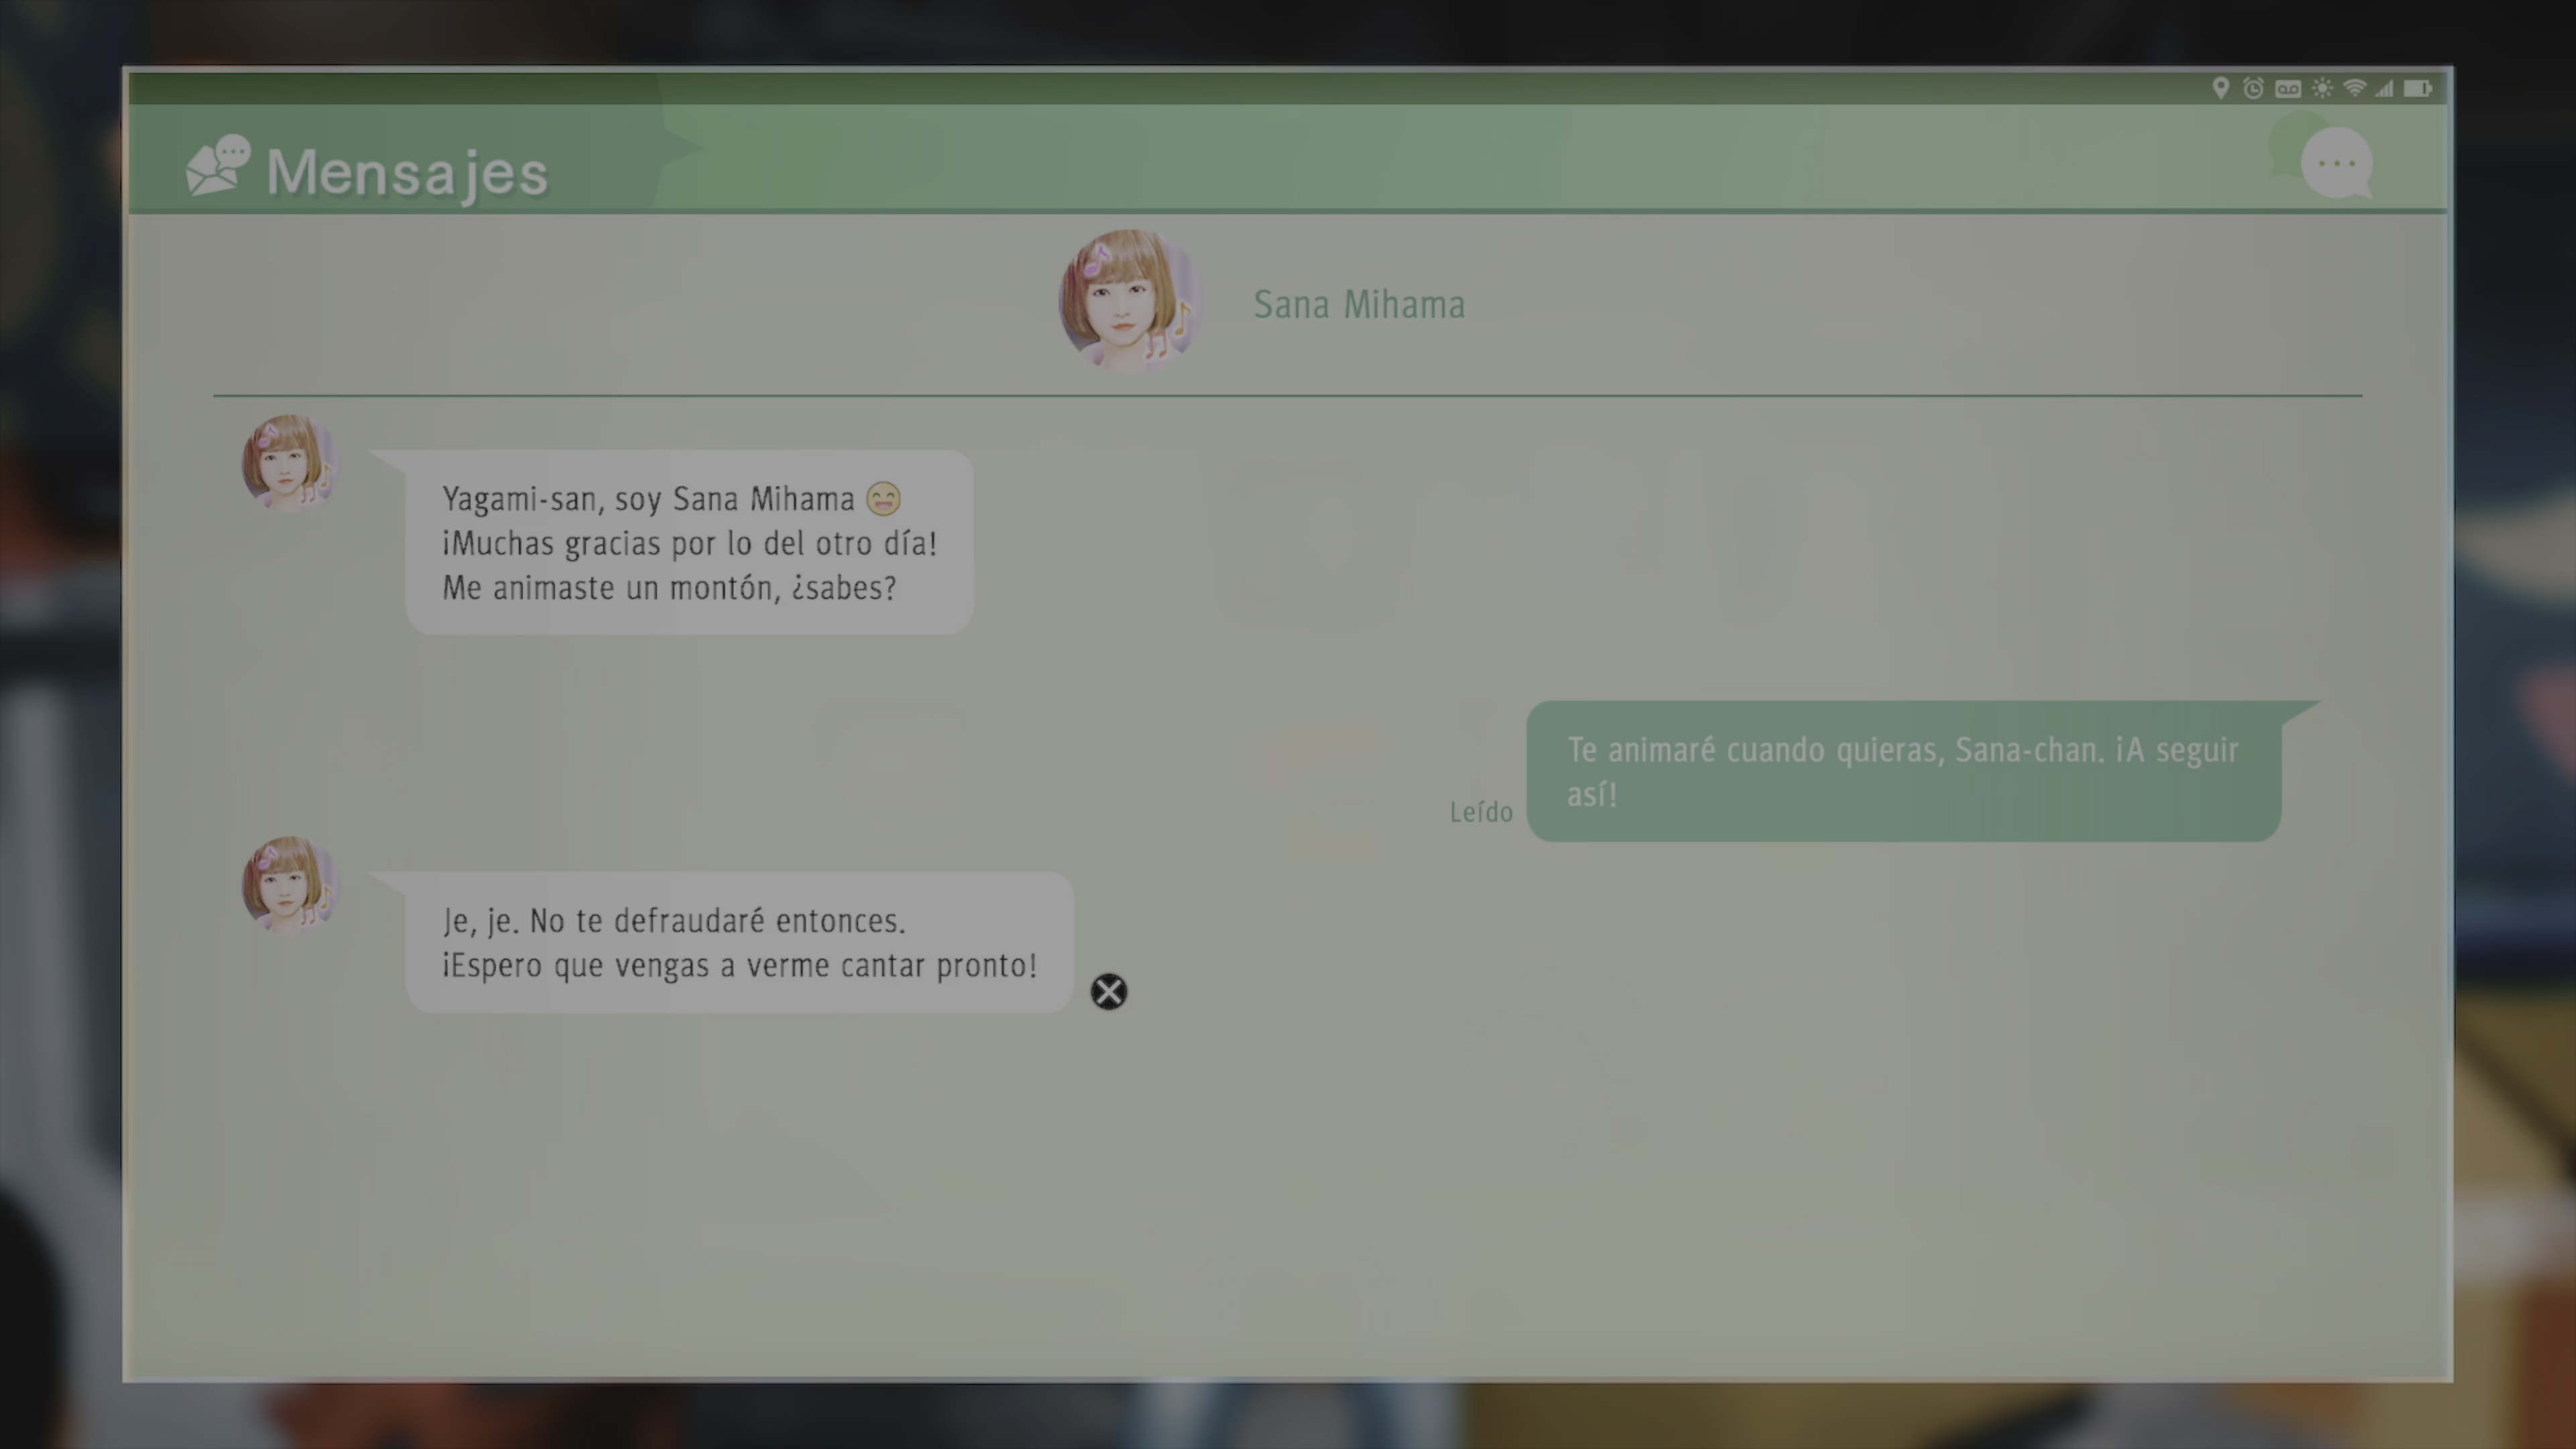 Mensajes
Sana Mihama
Yagami-san, soy Sana Mihama 😄
¡Muchas gracias por lo del otro día!
Me animaste un montón, ¿sabes?
Te animaré cuando quieras, Sana-chan. ¡A seguir
así!
Leído
Je, je. No te defraudaré entonces.
¡Espero que vengas a verme cantar pronto!